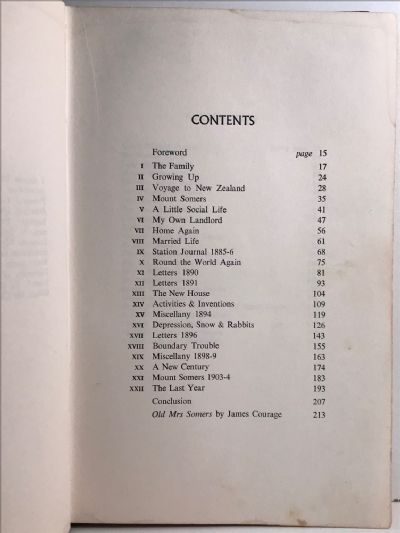 CONTENTS
Foreword page 15
I The Family 17
II Growing Up 24
III Voyage to New Zealand 28
IV Mount Somers 35
V A Little Social Life 41
VI My Own Landlord 47
VII Home Again 56
VIII Married Life 61
IX Station Journal 1885-6 68
X Round the World Again 75
XI Letters 1890 81
XII Letters 1891 93
XIII The New House 104
XIV Activities & Inventions 109
XV Miscellany 1894 119
XVI Depression, Snow & Rabbits 126
XVII Letters 1896 143
XVIII Boundary Trouble 155
XIX Miscellany 1898-9 163
XX A New Century 174
XXI Mount Somers 1903-4 183
XXII The Last Year 193
Conclusion 207
Old Mrs Somers by James Courage 213